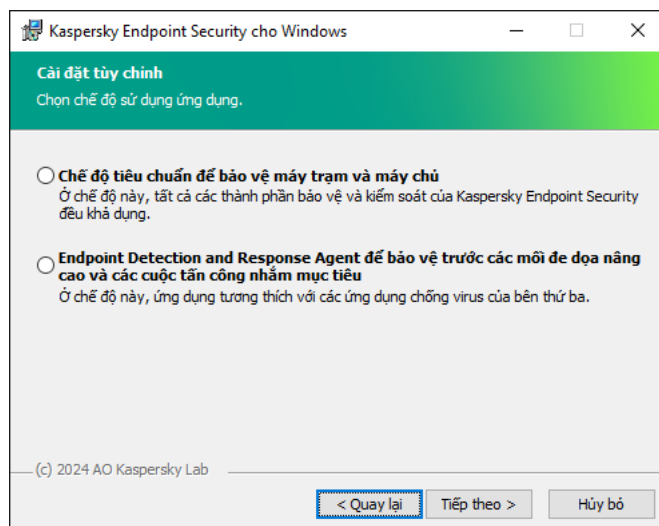 Kaspersky Endpoint Security cho Windows
Cài đặt tùy chỉnh
Chọn chế độ sử dụng ứng dụng.
Chế độ tiêu chuẩn để bảo vệ máy trạm và máy chủ
Ở chế độ này, tất cả các thành phần bảo vệ và kiểm soát của Kaspersky Endpoint Security
đều khả dụng.
Endpoint Detection and Response Agent để bảo vệ trước các mối đe dọa nâng
cao và các cuộc tấn công nhắm mục tiêu
Ở chế độ này, ứng dụng tương thích với các ứng dụng chống virus của bên thứ ba.
(c) 2024 AO Kaspersky Lab
< Quay lại
Tiếp theo >
Hủy bỏ